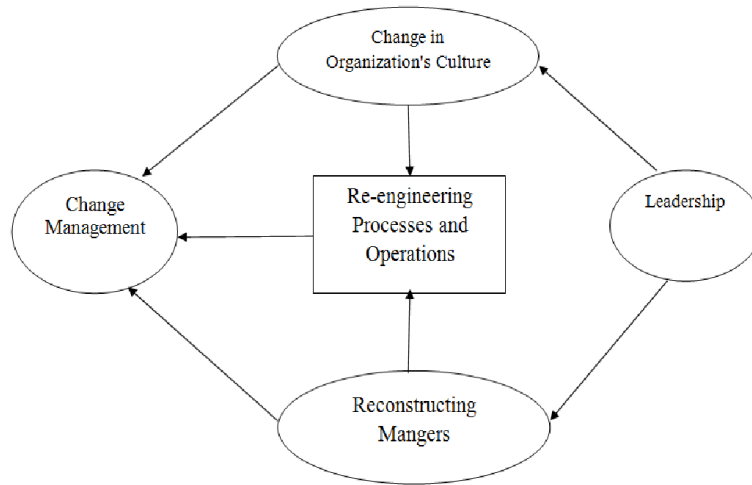 Change in
Organization's Culture
Change
Management
Re-engineering
Processes and
Operations
Leadership
Reconstructing
Mangers